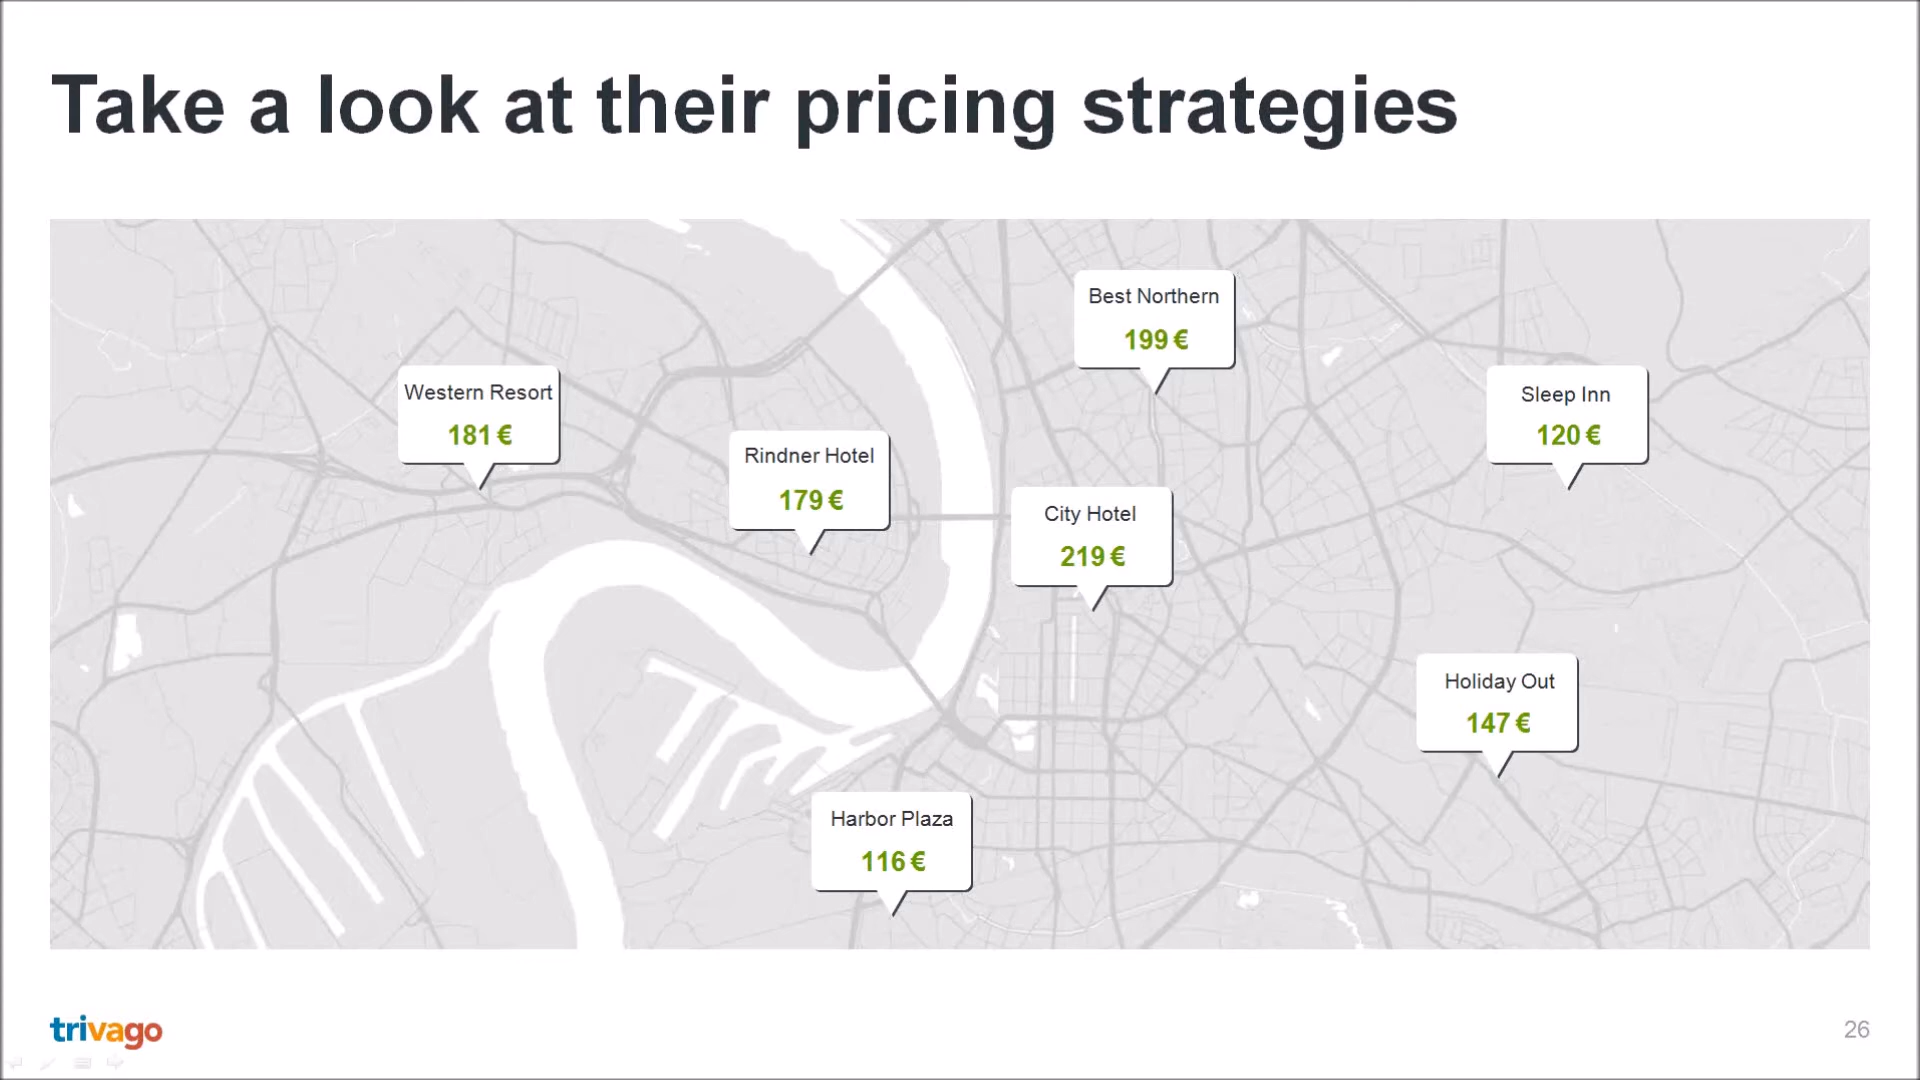 Take a look at their pricing strategies
Best Northern
199 €
Western Resort
181 €
Sleep Inn
120 €
Rindner Hotel
179 €
City Hotel
219 €
Holiday Out
147 €
Harbor Plaza
116 €
trivago
26